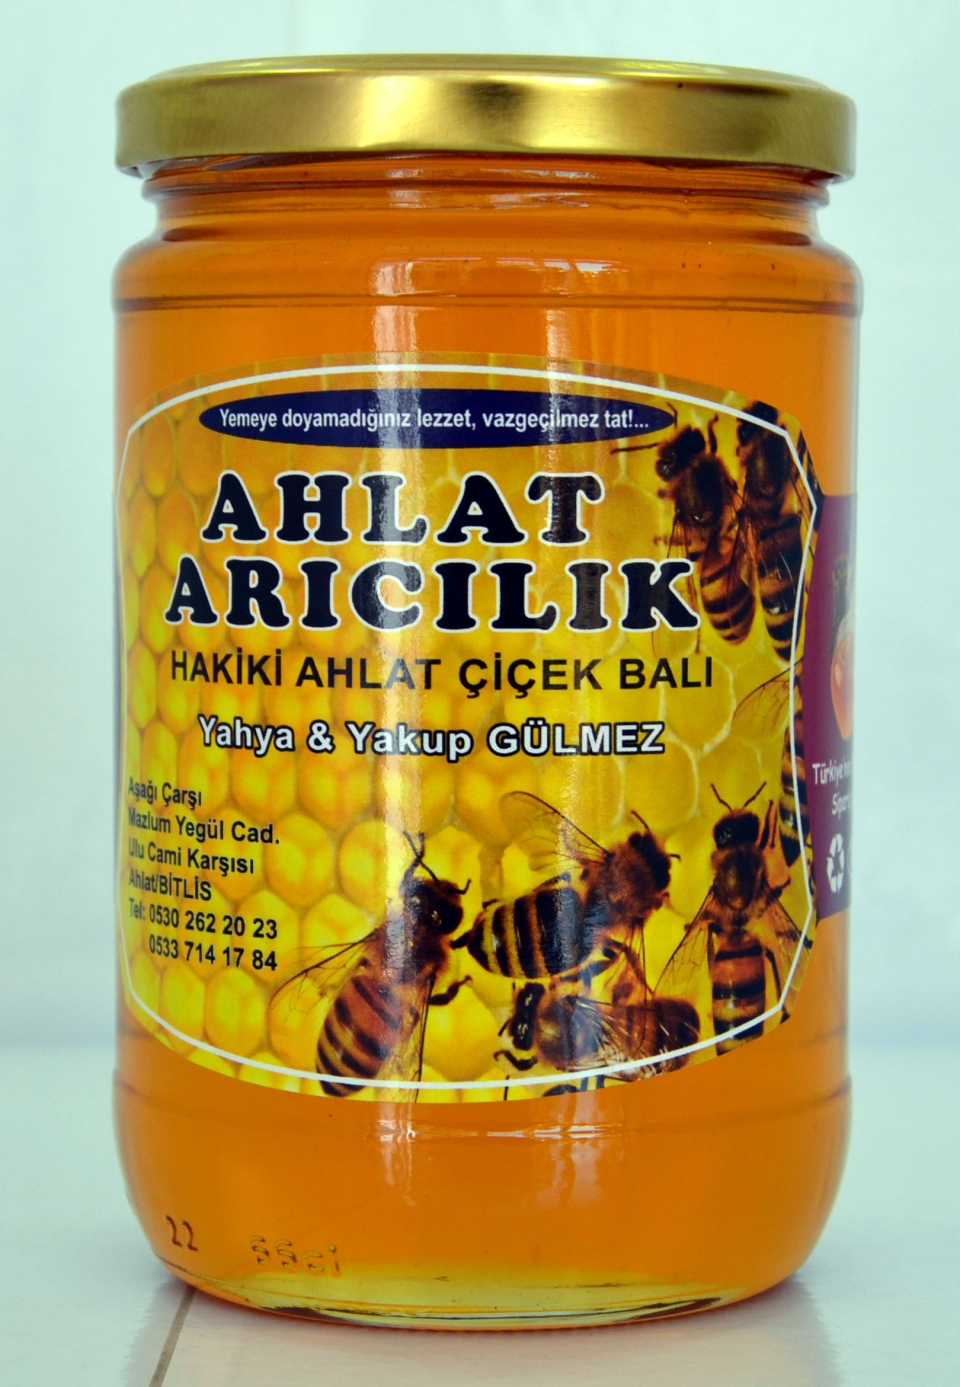 Yemeye doyamadığınız lezzet, vazgeçilmez tat!...
AHLAT
ARICILIK
HAKİKİ AHLAT ÇİÇEK BALI
Yahya & Yakup GÜLMEZ
Aşağı Çarşı
Mazlum Yegül Cad.
Ulu Cami Karşısı
Ahlat/BİTLİS
Tel: 0530 262 20 23
0533 714 17 84
22